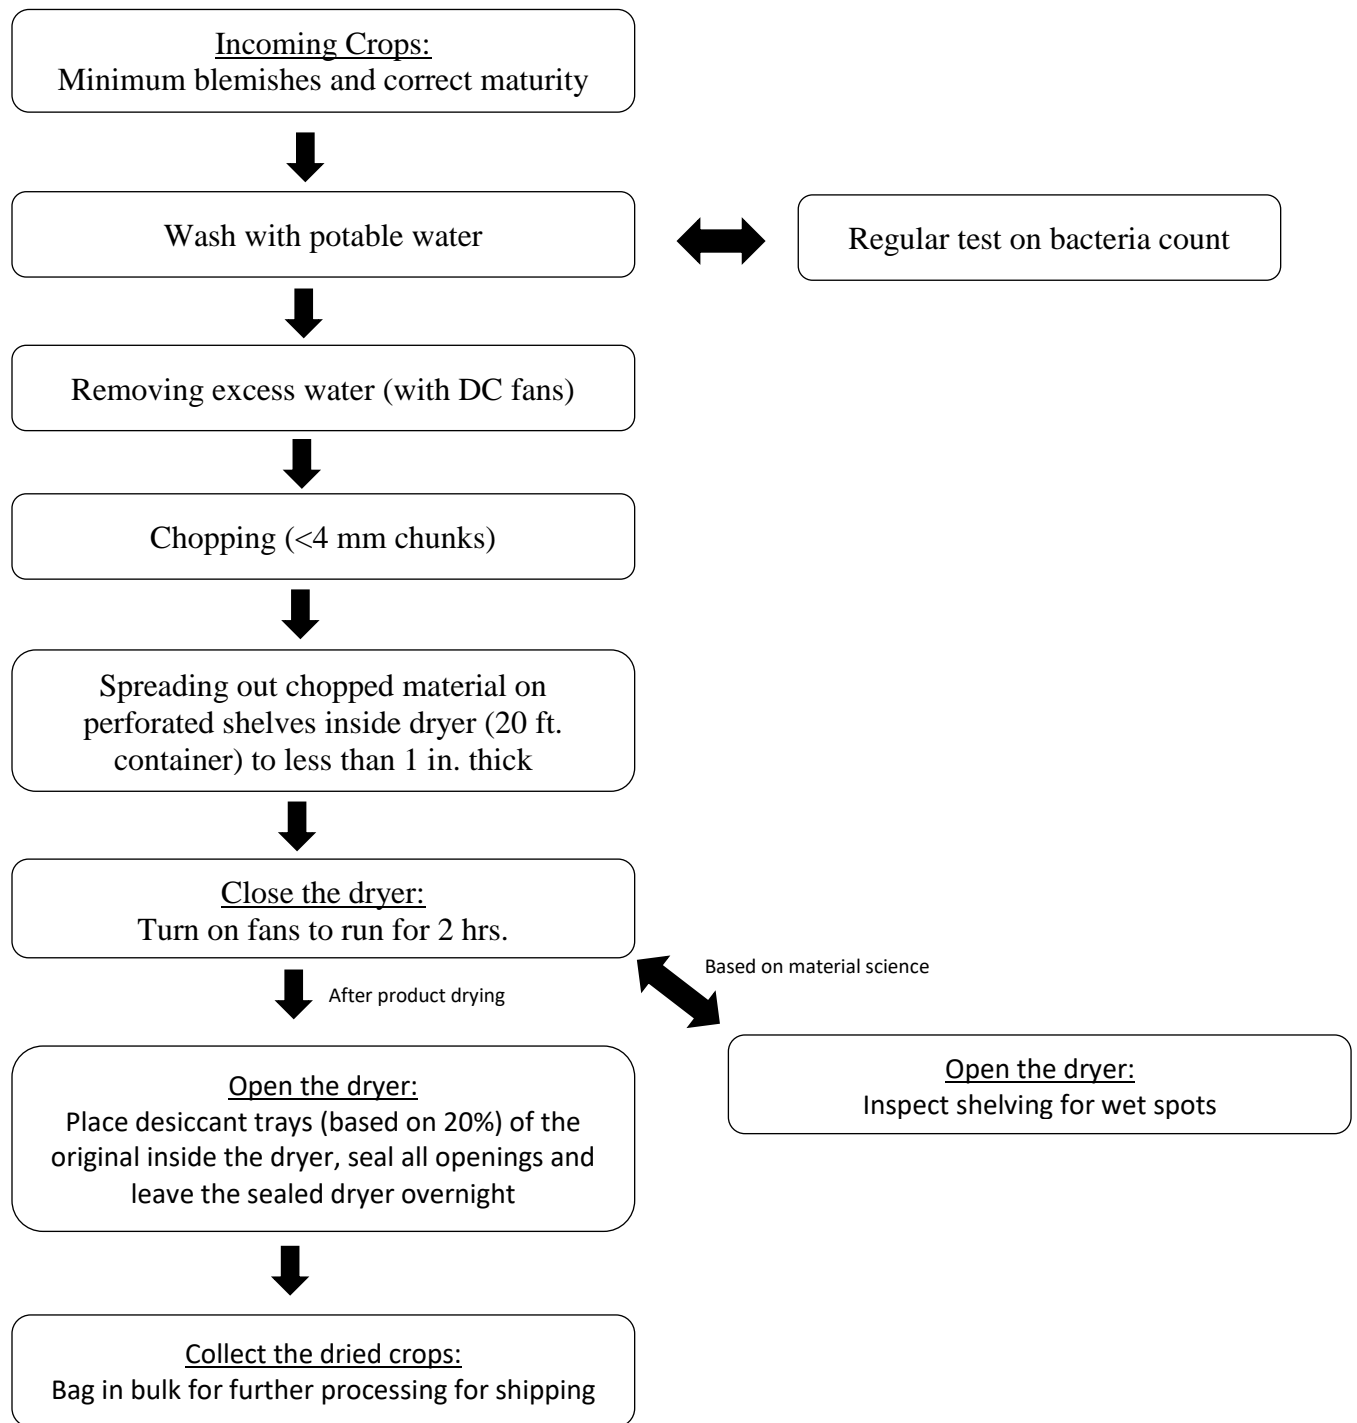 Incoming Crops:
Minimum blemishes and correct maturity
Wash with potable water
Regular test on bacteria count
Removing excess water (with DC fans)
Chopping (<4 mm chunks)
Spreading out chopped material on
perforated shelves inside dryer (20 ft.
container) to less than 1 in. thick
Close the dryer:
Turn on fans to run for 2 hrs.
Based on material science
After product drying
Open the dryer:
Place desiccant trays (based on 20%) of the
original inside the dryer, seal all openings and
leave the sealed dryer overnight
Open the dryer:
Inspect shelving for wet spots
Collect the dried crops:
Bag in bulk for further processing for shipping